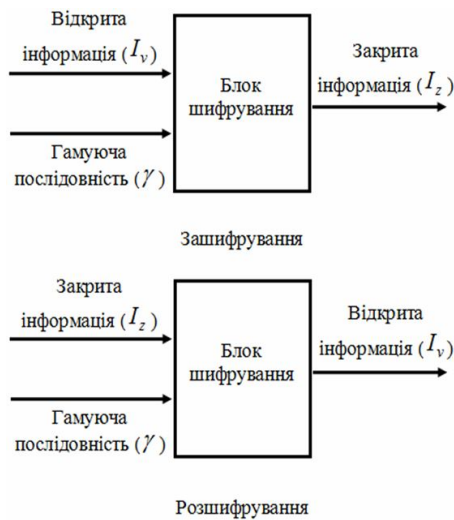 Відкрита
інформація (I_v)
Гамуюча
послідовність (γ)
Блок
шифрування
Закрита
інформація (I_z)
Зашифрування
Закрита
інформація (I_z)
Гамуюча
послідовність (γ)
Блок
шифрування
Відкрита
інформація (I_v)
Розшифрування